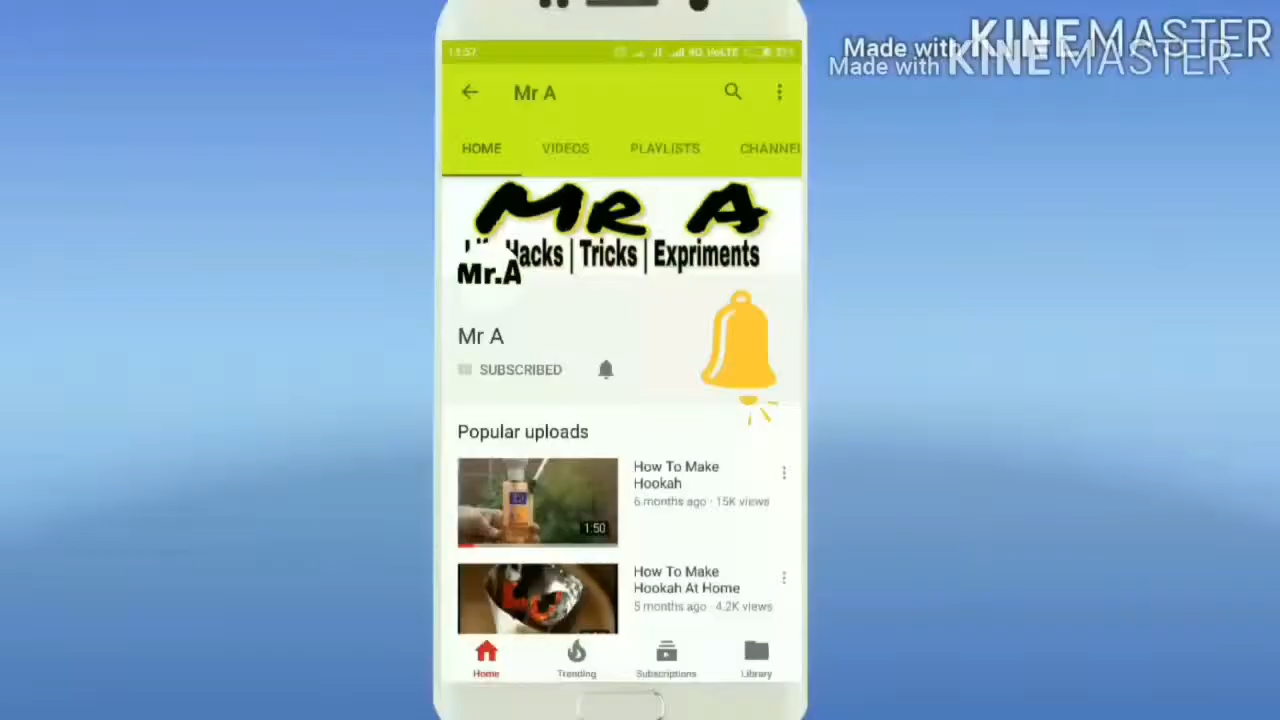 Made with KINEMASTER
Made with KINEMASTER
Mr A
HOME VIDEOS PLAYLISTS CHANNEL
Mr A
Hacks | Tricks | Expriments
Mr.A
Mr A
SUBSCRIBED
Popular uploads
How To Make
Hookah
6 months ago · 15K views
1:50
How To Make
Hookah At Home
5 months ago · 4.2K views
Home Trending Subscriptions Library